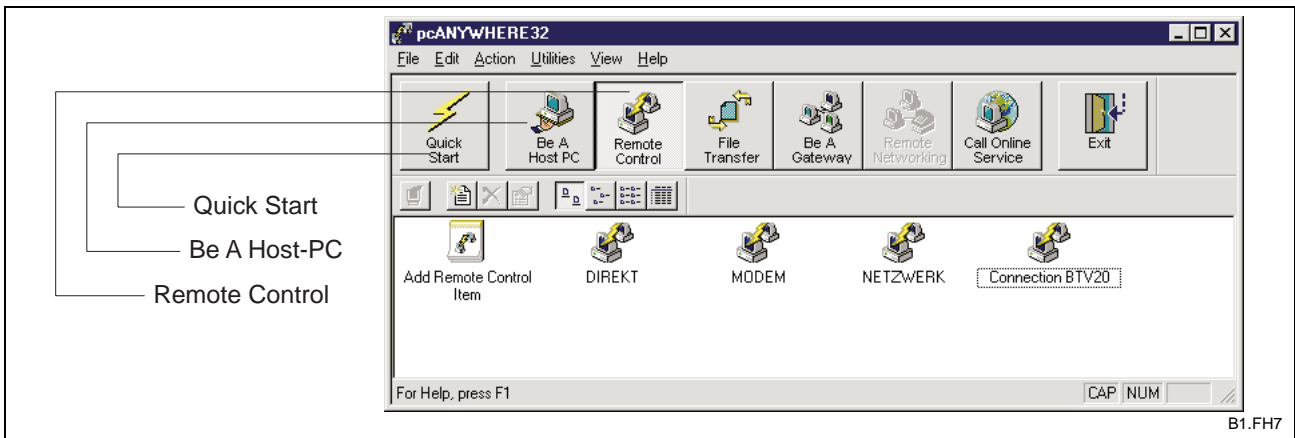 pcANYWHERE32
File Edit Action Utilities View Help
Quick Start
Be A Host PC
Remote Control
File Transfer
Be A Gateway
Remote Networking
Call Online Service
Exit
Quick Start
Be A Host-PC
Remote Control
Add Remote Control Item
DIREKT
MODEM
NETZWERK
Connection BTV20
For Help, press F1
CAP NUM
B1.FH7